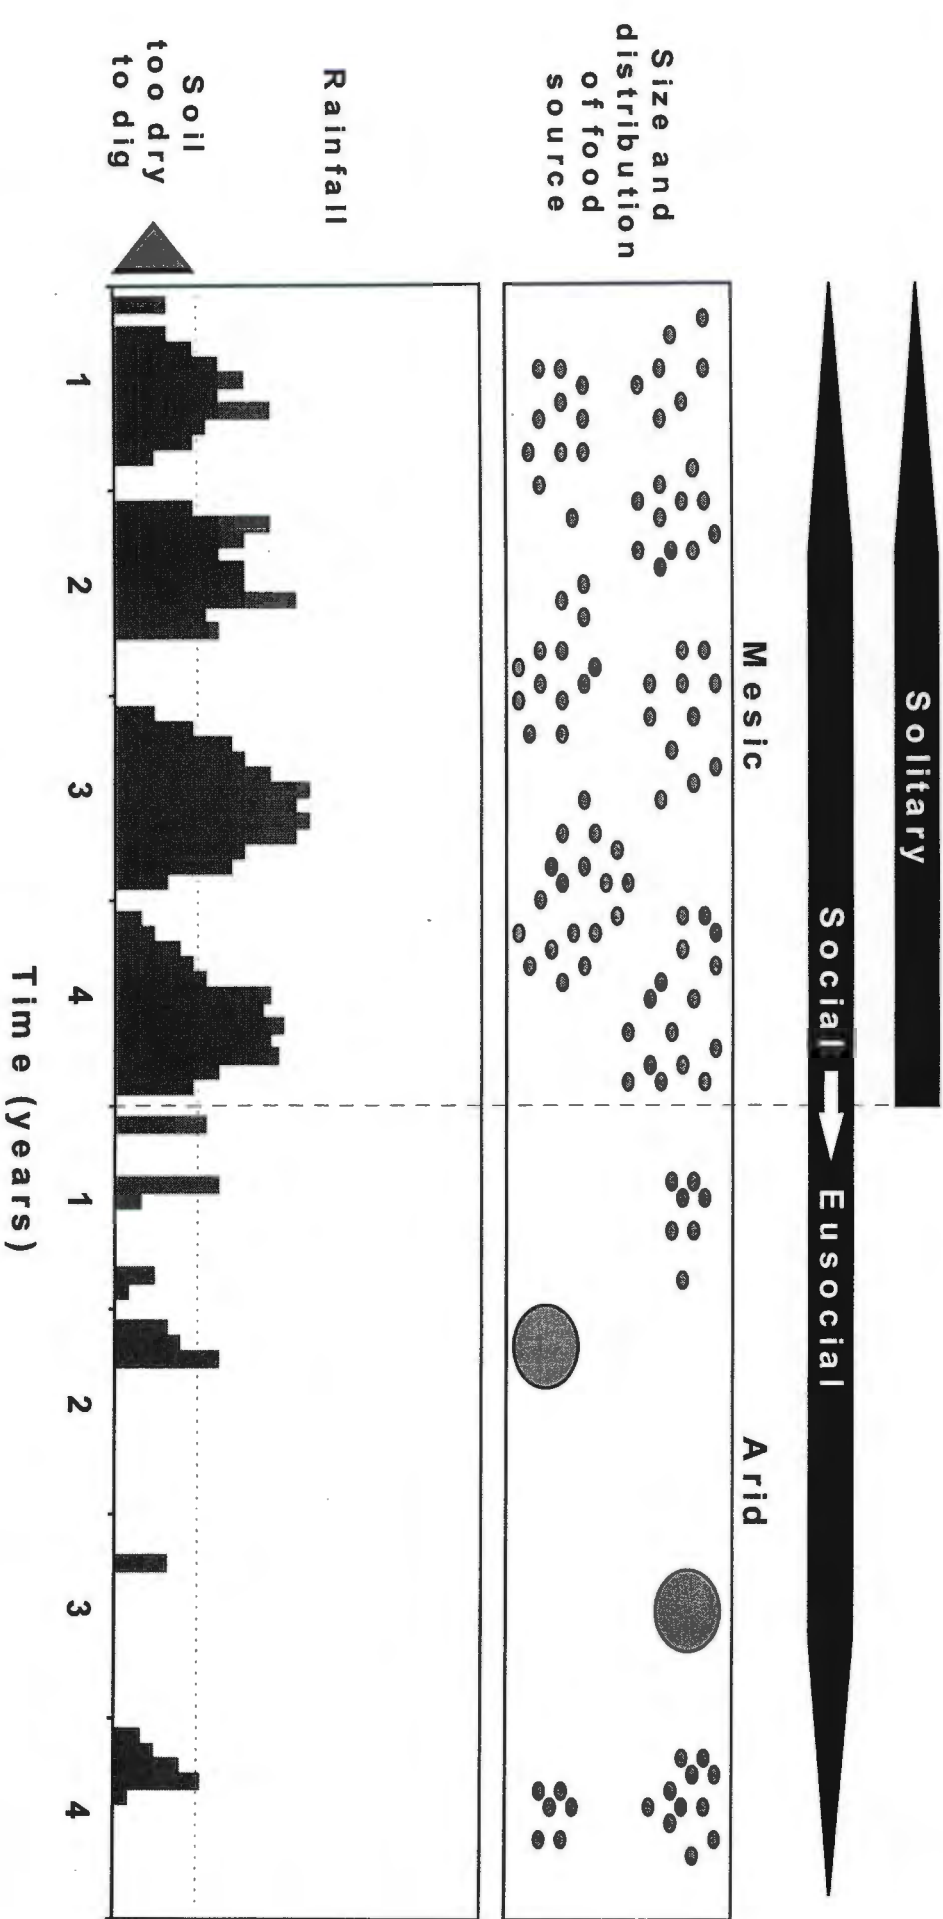 Solitary
Social
Eusocial
Mesic
Arid
Size and
distribution
of food
source
Rainfall
Soil
too dry
to dig
1
2
3
4
1
2
3
4
Time (years)